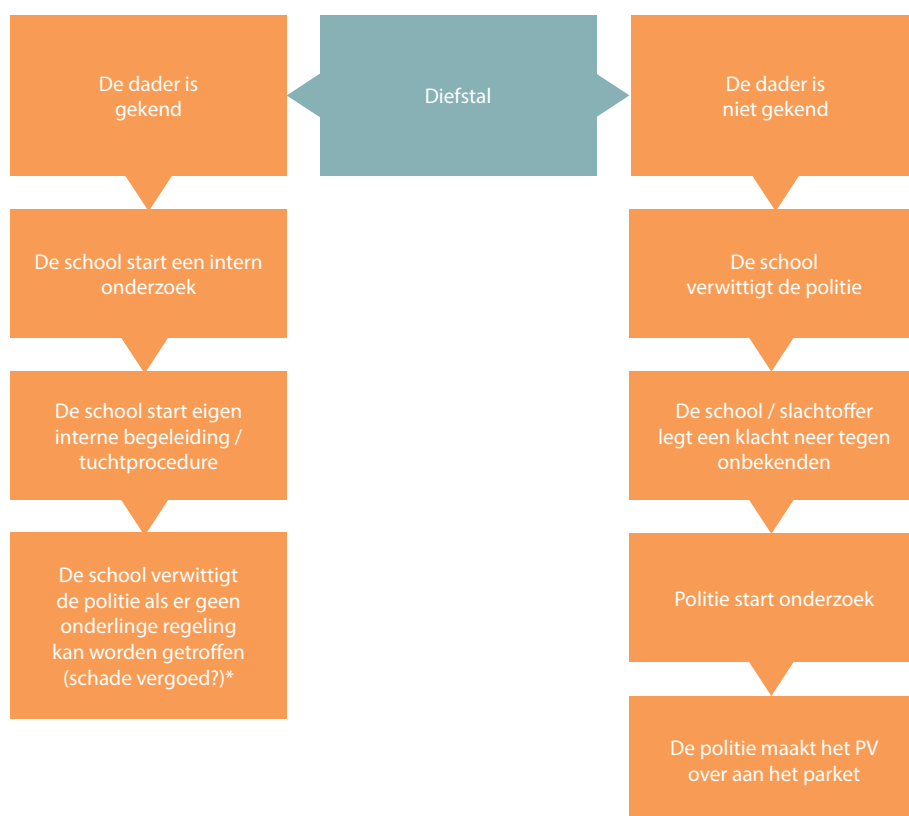 Diefstal
De dader is
gekend
De school start een intern
onderzoek
De school start eigen
interne begeleiding /
tuchtprocedure
De school verwittigt
de politie als er geen
onderlinge regeling
kan worden getroffen
(schade vergoed?)*
De dader is
niet gekend
De school
verwittigt de politie
De school / slachtoffer
legt een klacht neer tegen
onbekenden
Politie start onderzoek
De politie maakt het PV
over aan het parket